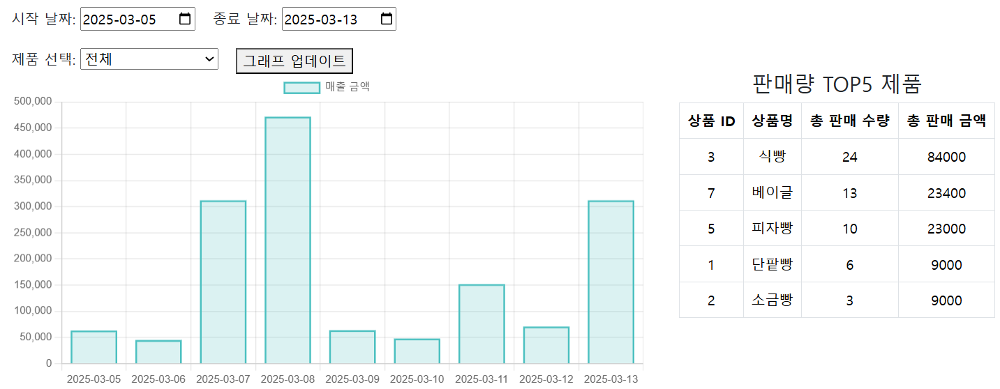 시작 날짜: 2025-03-05 종료 날짜: 2025-03-13
제품 선택: 전체 그래프 업데이트
매출 금액
500,000
450,000
400,000
350,000
300,000
250,000
200,000
150,000
100,000
50,000
0
2025-03-05 2025-03-06 2025-03-07 2025-03-08 2025-03-09 2025-03-10 2025-03-11 2025-03-12 2025-03-13
판매량 TOP5 제품
상품 ID 상품명 총 판매 수량 총 판매 금액
3 식빵 24 84000
7 베이글 13 23400
5 피자빵 10 23000
1 단팥빵 6 9000
2 소금빵 3 9000